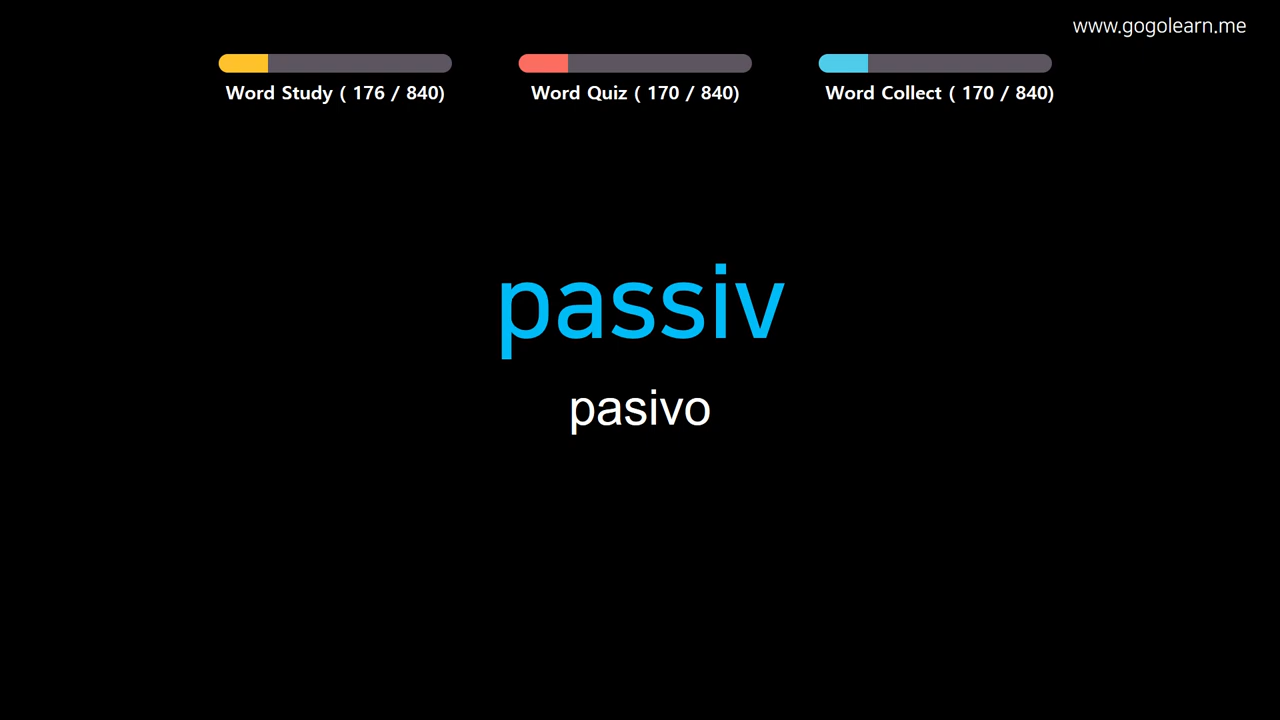 www.gogolearn.me
Word Study ( 176 / 840)
Word Quiz ( 170 / 840)
Word Collect ( 170 / 840)
passiv
pasivo